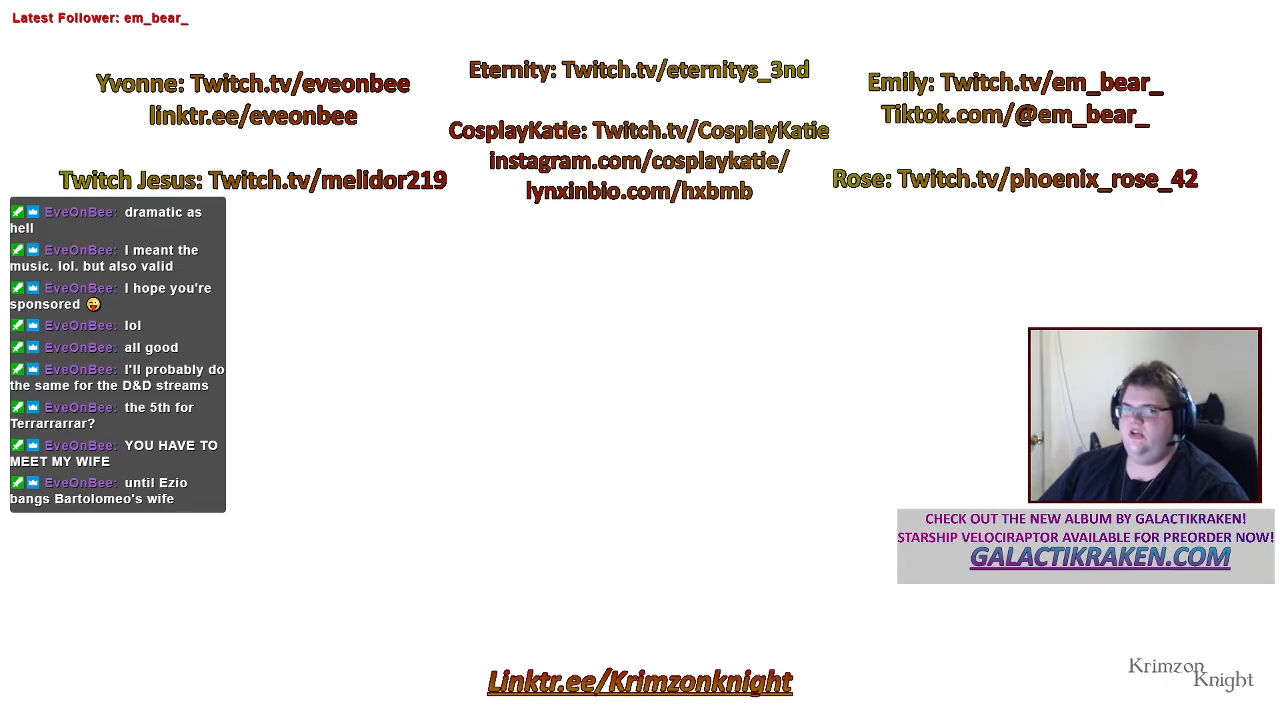 Latest Follower: em_bear_
Yvonne: Twitch.tv/eveonbee
linktr.ee/eveonbee
Eternity: Twitch.tv/eternitys_3nd
Emily: Twitch.tv/em_bear_
Tiktok.com/@em_bear_
CosplayKatie: Twitch.tv/CosplayKatie
instagram.com/cosplaykatie/
lynxinbio.com/hxbmb
Twitch Jesus: Twitch.tv/melidor219
Rose: Twitch.tv/phoenix_rose_42
EveOnBee: dramatic as
hell
EveOnBee: I meant the
music. lol. but also valid
EveOnBee: I hope you're
sponsored 😜
EveOnBee: lol
EveOnBee: all good
EveOnBee: I'll probably do
the same for the D&D streams
EveOnBee: the 5th for
Terrarrarrar?
EveOnBee: YOU HAVE TO
MEET MY WIFE
EveOnBee: until Ezio
bangs Bartolomeo's wife
CHECK OUT THE NEW ALBUM BY GALACTIKRAKEN!
STARSHIP VELOCIRAPTOR AVAILABLE FOR PREORDER NOW!
GALACTIKRAKEN.COM
Linktr.ee/Krimzonknight
Krimzon
Knight